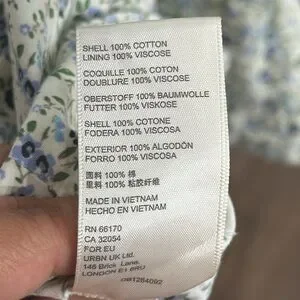 SHELL 100% COTTON
LINING 100% VISCOSE
COQUILLE 100% COTON
DOUBLURE 100% VISCOSE
OBERSTOFF 100% BAUMWOLLE
FUTTER 100% VISKOSE
SHELL 100% COTONE
FODERA 100% VISCOSA
EXTERIOR 100% ALGODÓN
FORRO 100% VISCOSA
面料 100% 棉
里料 100% 粘胶纤维
MADE IN VIETNAM
HECHO EN VIETNAM
RN 66170
CA 32054
FOR EU
URBN UK Ltd.
146 Brick Lane.
LONDON E1 6RU